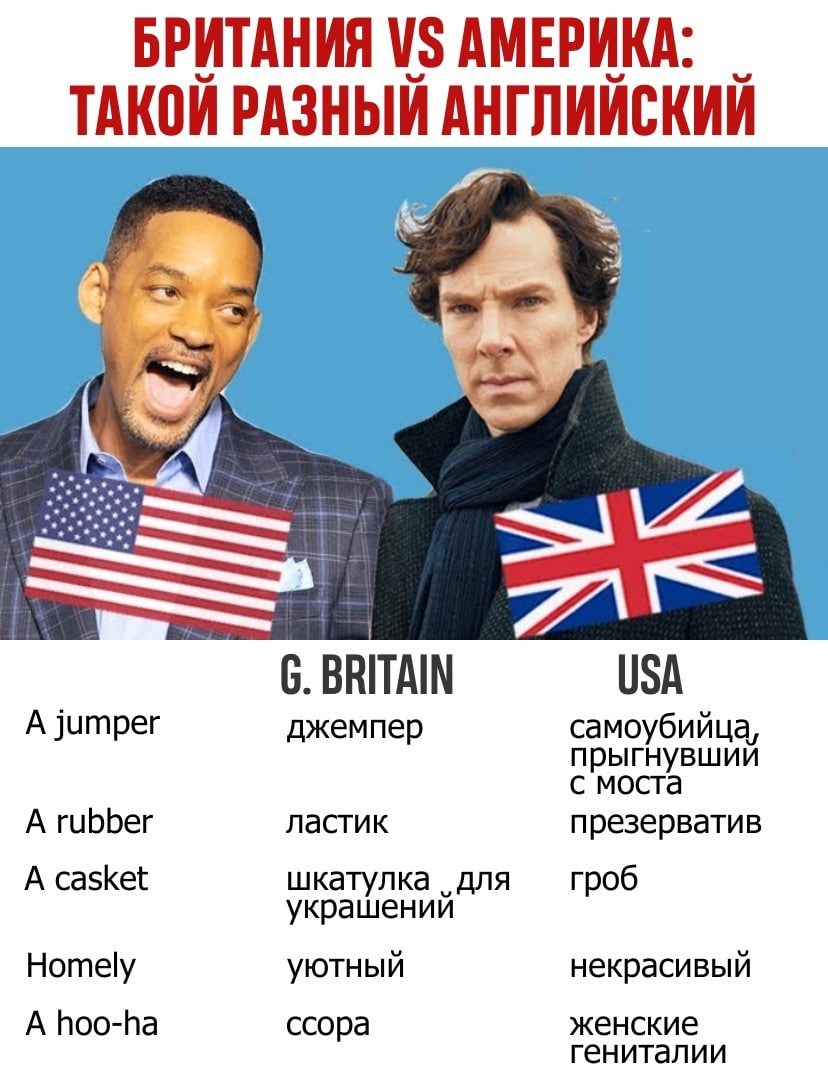 БРИТАНИЯ VS АМЕРИКА:
ТАКОЙ РАЗНЫЙ АНГЛИЙСКИЙ
G. BRITAIN USA
A jumper джемпер самоубийца,
прыгнувший
с моста
A rubber ластик презерватив
A casket шкатулка для гроб
украшений
Homely уютный некрасивый
A hoo-ha ссора женские
гениталии